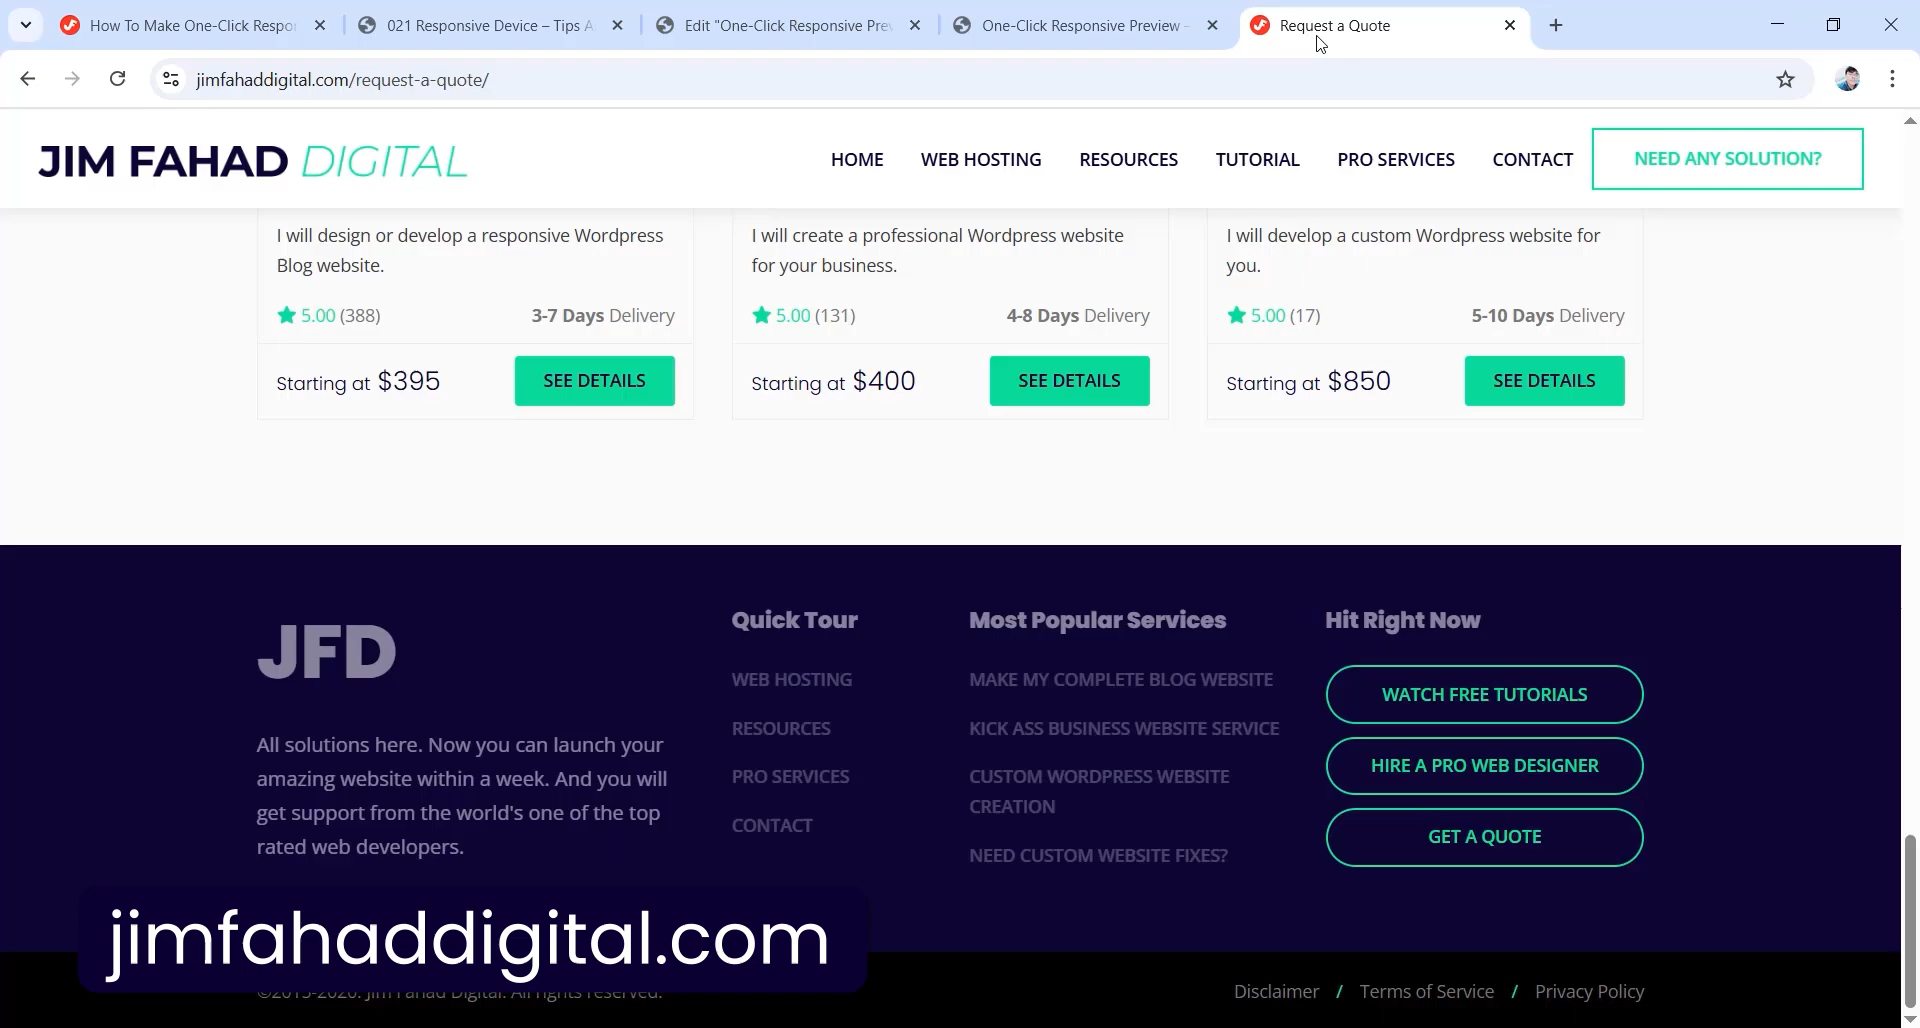 How To Make One-Click Respo
021 Responsive Device – Tips A
Edit "One-Click Responsive Pre
One-Click Responsive Preview -
Request a Quote
jimfahaddigital.com/request-a-quote/
JIM FAHAD DIGITAL
HOME
WEB HOSTING
RESOURCES
TUTORIAL
PRO SERVICES
CONTACT
NEED ANY SOLUTION?
I will design or develop a responsive Wordpress
Blog website.
5.00 (388)
3-7 Days Delivery
Starting at $395
SEE DETAILS
I will create a professional Wordpress website
for your business.
5.00 (131)
4-8 Days Delivery
Starting at $400
SEE DETAILS
I will develop a custom Wordpress website for
you.
5.00 (17)
5-10 Days Delivery
Starting at $850
SEE DETAILS
JFD
All solutions here. Now you can launch your
amazing website within a week. And you will
get support from the world's one of the top
rated web developers.
Quick Tour
WEB HOSTING
RESOURCES
PRO SERVICES
CONTACT
Most Popular Services
MAKE MY COMPLETE BLOG WEBSITE
KICK ASS BUSINESS WEBSITE SERVICE
CUSTOM WORDPRESS WEBSITE
CREATION
NEED CUSTOM WEBSITE FIXES?
Hit Right Now
WATCH FREE TUTORIALS
HIRE A PRO WEB DESIGNER
GET A QUOTE
jimfahaddigital.com
©2015-2020. Jim Fahad Digital. All rights reserved.
Disclaimer / Terms of Service / Privacy Policy